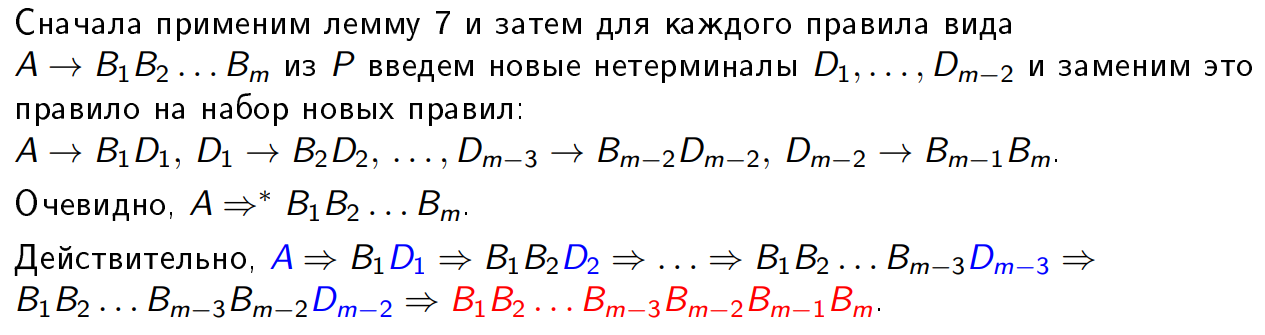 Сначала применим лемму 7 и затем для каждого правила вида
A → B₁B₂ … Bₘ из P введем новые нетерминалы D₁, … , Dₘ₋₂ и заменим это
правило на набор новых правил:
A → B₁D₁, D₁ → B₂D₂, … , Dₘ₋₃ → Bₘ₋₂Dₘ₋₂, Dₘ₋₂ → Bₘ₋₁Bₘ.
Очевидно, A ⇒* B₁B₂ … Bₘ.
Действительно, A ⇒ B₁D₁ ⇒ B₁B₂D₂ ⇒ … ⇒ B₁B₂ … Bₘ₋₃Dₘ₋₃ ⇒
B₁B₂ … Bₘ₋₃Bₘ₋₂Dₘ₋₂ ⇒ B₁B₂ … Bₘ₋₃Bₘ₋₂Bₘ₋₁Bₘ.